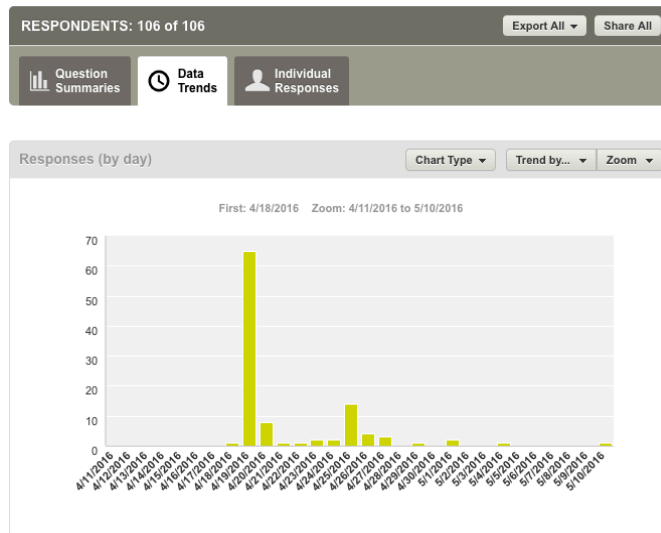 RESPONDENTS: 106 of 106
Export All
Share All
Question
Summaries
Data
Trends
Individual
Responses
Responses (by day)
Chart Type
Trend by...
Zoom
First: 4/18/2016 Zoom: 4/11/2016 to 5/10/2016
70
60
50
40
30
20
10
0
4/11/2016
4/12/2016
4/13/2016
4/14/2016
4/15/2016
4/16/2016
4/17/2016
4/18/2016
4/19/2016
4/20/2016
4/21/2016
4/22/2016
4/23/2016
4/24/2016
4/25/2016
4/26/2016
4/27/2016
4/28/2016
4/29/2016
4/30/2016
5/1/2016
5/2/2016
5/3/2016
5/4/2016
5/5/2016
5/6/2016
5/7/2016
5/8/2016
5/9/2016
5/10/2016